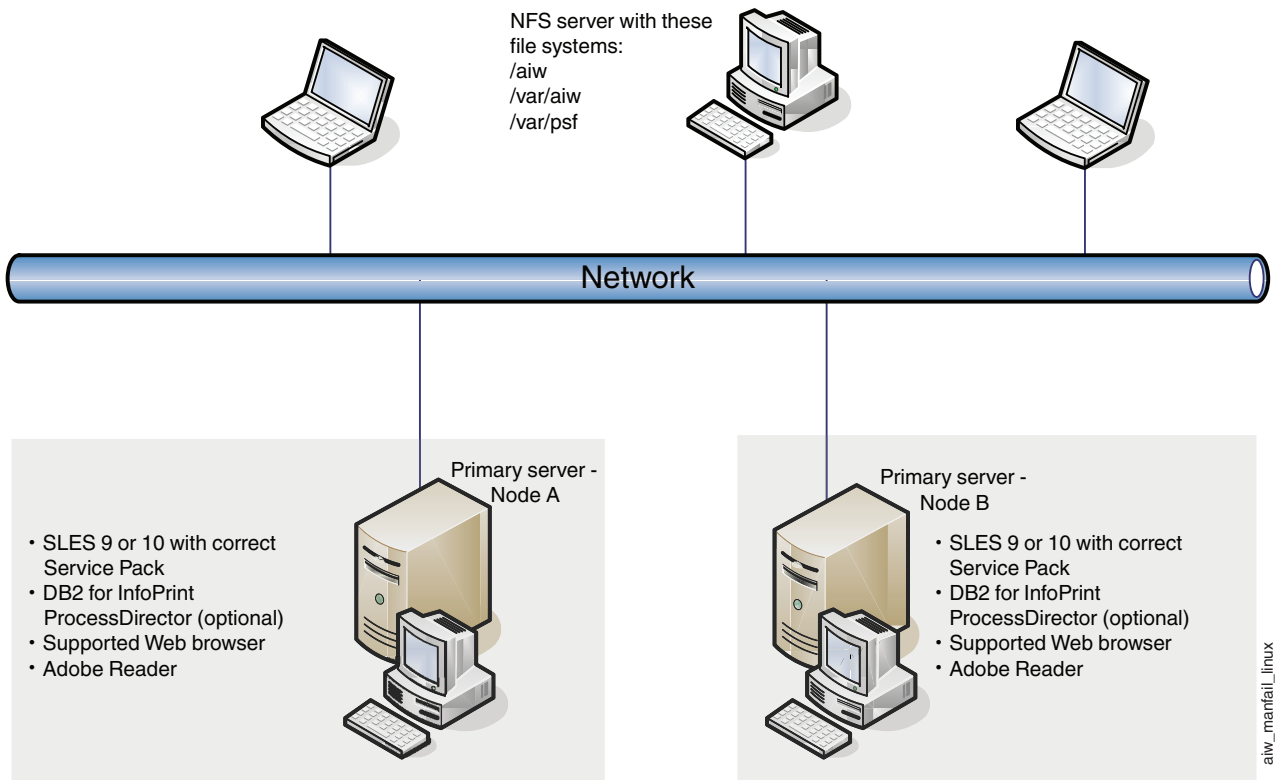 NFS server with these
file systems:
/aiw
/var/aiw
/var/psf
Network
Primary server -
Node A
• SLES 9 or 10 with correct
Service Pack
• DB2 for InfoPrint
ProcessDirector (optional)
• Supported Web browser
• Adobe Reader
Primary server -
Node B
• SLES 9 or 10 with correct
Service Pack
• DB2 for InfoPrint
ProcessDirector (optional)
• Supported Web browser
• Adobe Reader
aiw_manfail_linux